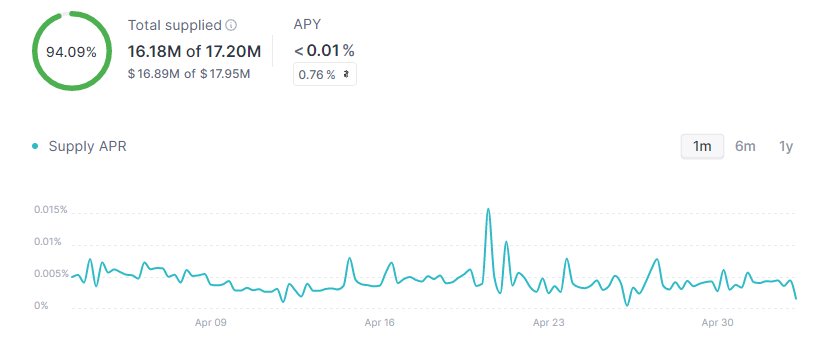 94.09%
Total supplied
16.18M of 17.20M
$16.89M of $17.95M
APY
<0.01%
0.76%
Supply APR
1m 6m 1y
0.015%
0.01%
0.005%
0%
Apr 09 Apr 16 Apr 23 Apr 30